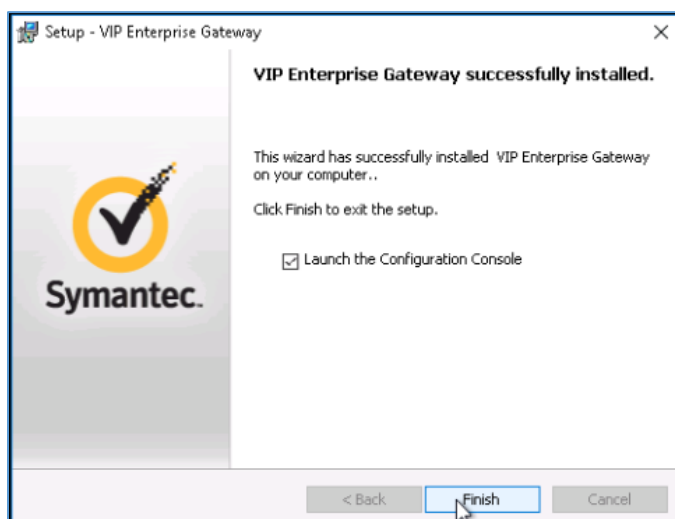 Setup - VIP Enterprise Gateway
VIP Enterprise Gateway successfully installed.
This wizard has successfully installed VIP Enterprise Gateway
on your computer..
Click Finish to exit the setup.
Launch the Configuration Console
Symantec.
< Back
Finish
Cancel